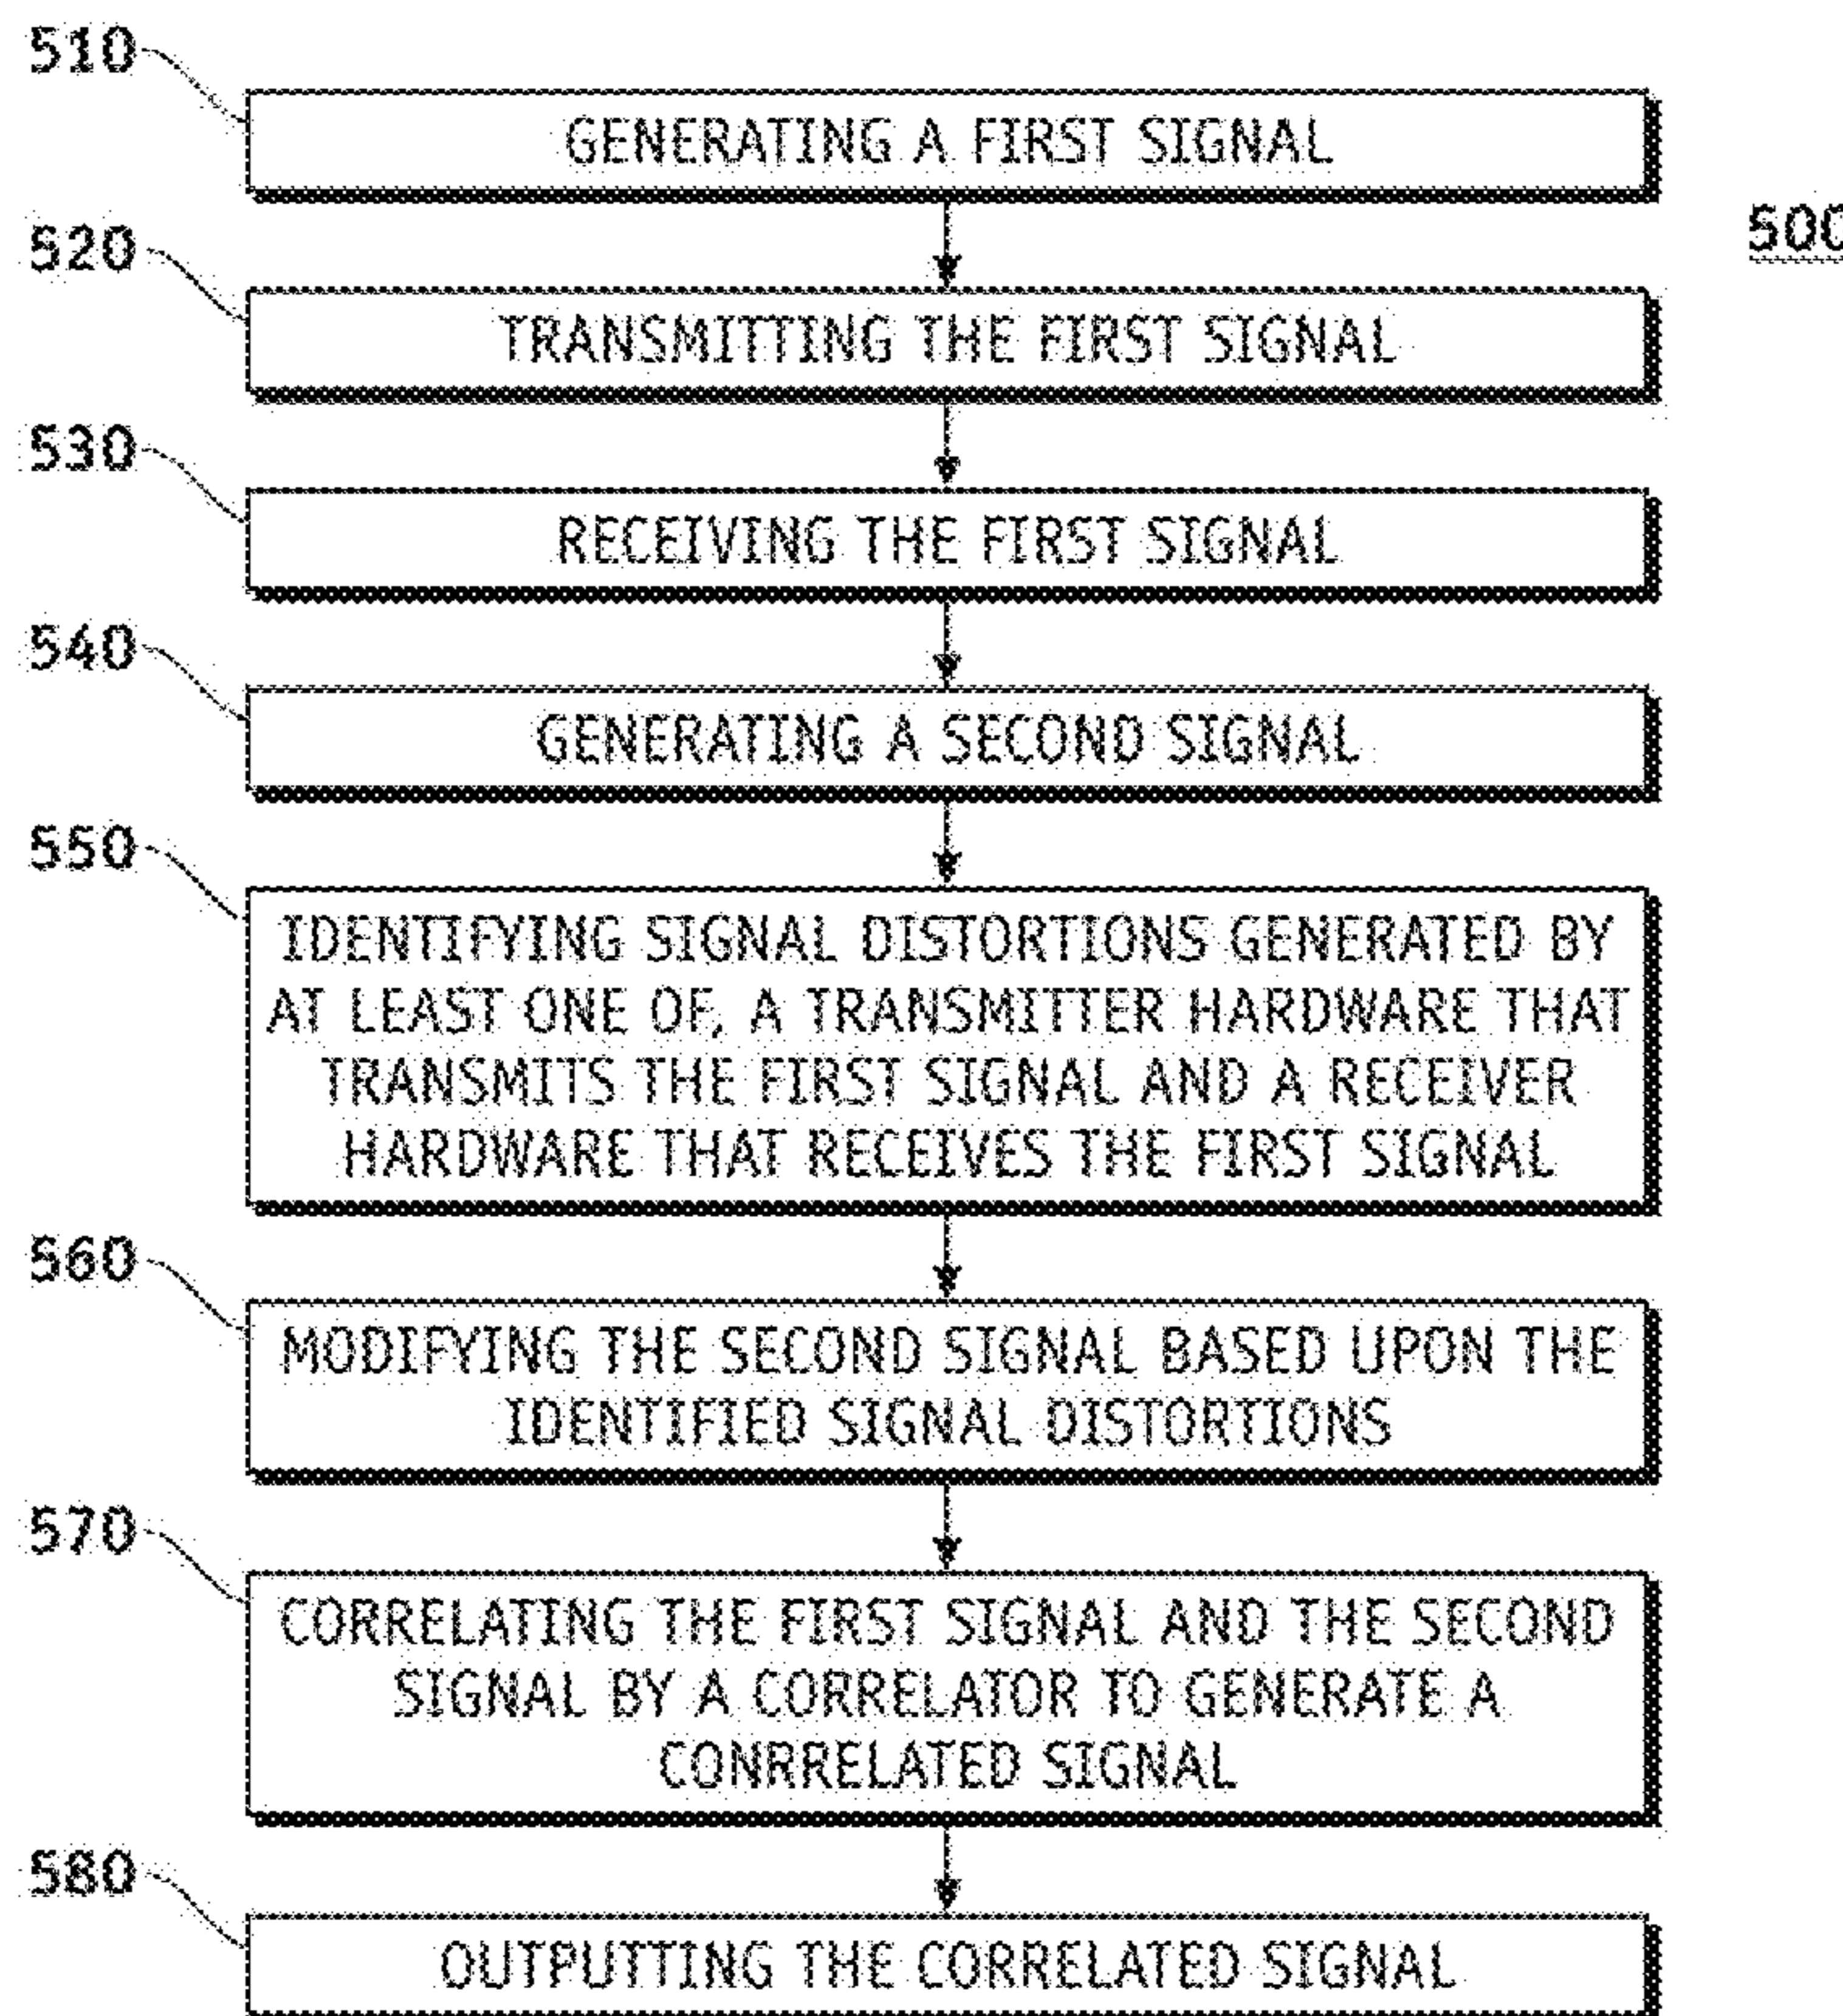 510
GENERATING A FIRST SIGNAL
500
520
TRANSMITTING THE FIRST SIGNAL
530
RECEIVING THE FIRST SIGNAL
540
GENERATING A SECOND SIGNAL
550
IDENTIFYING SIGNAL DISTORTIONS GENERATED BY
AT LEAST ONE OF, A TRANSMITTER HARDWARE THAT
TRANSMITS THE FIRST SIGNAL AND A RECEIVER
HARDWARE THAT RECEIVES THE FIRST SIGNAL
560
MODIFYING THE SECOND SIGNAL BASED UPON THE
IDENTIFIED SIGNAL DISTORTIONS
570
CORRELATING THE FIRST SIGNAL AND THE SECOND
SIGNAL BY A CORRELATOR TO GENERATE A
CONRRELATED SIGNAL
580
OUTPUTTING THE CORRELATED SIGNAL